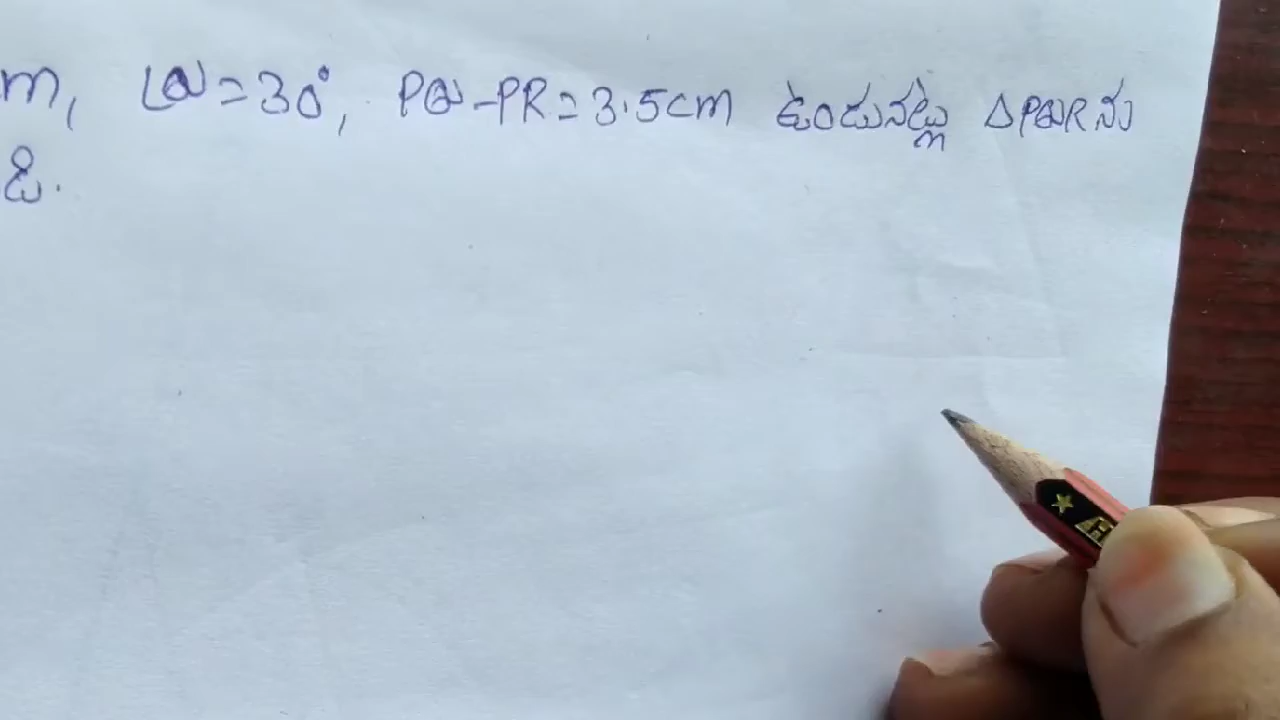 m, ∠Q = 30°, PQ - PR = 3.5cm ఉండునట్లు ΔPQR ను